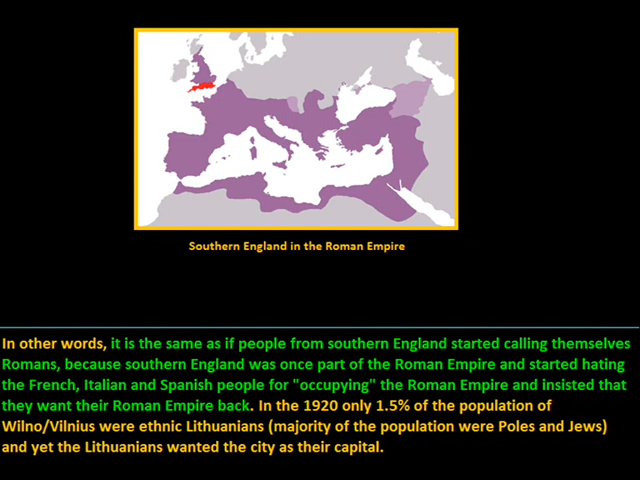 Southern England in the Roman Empire
In other words, it is the same as if people from southern England started calling themselves
Romans, because southern England was once part of the Roman Empire and started hating
the French, Italian and Spanish people for "occupying" the Roman Empire and insisted that
they want their Roman Empire back. In the 1920 only 1.5% of the population of
Wilno/Vilnius were ethnic Lithuanians (majority of the population were Poles and Jews)
and yet the Lithuanians wanted the city as their capital.